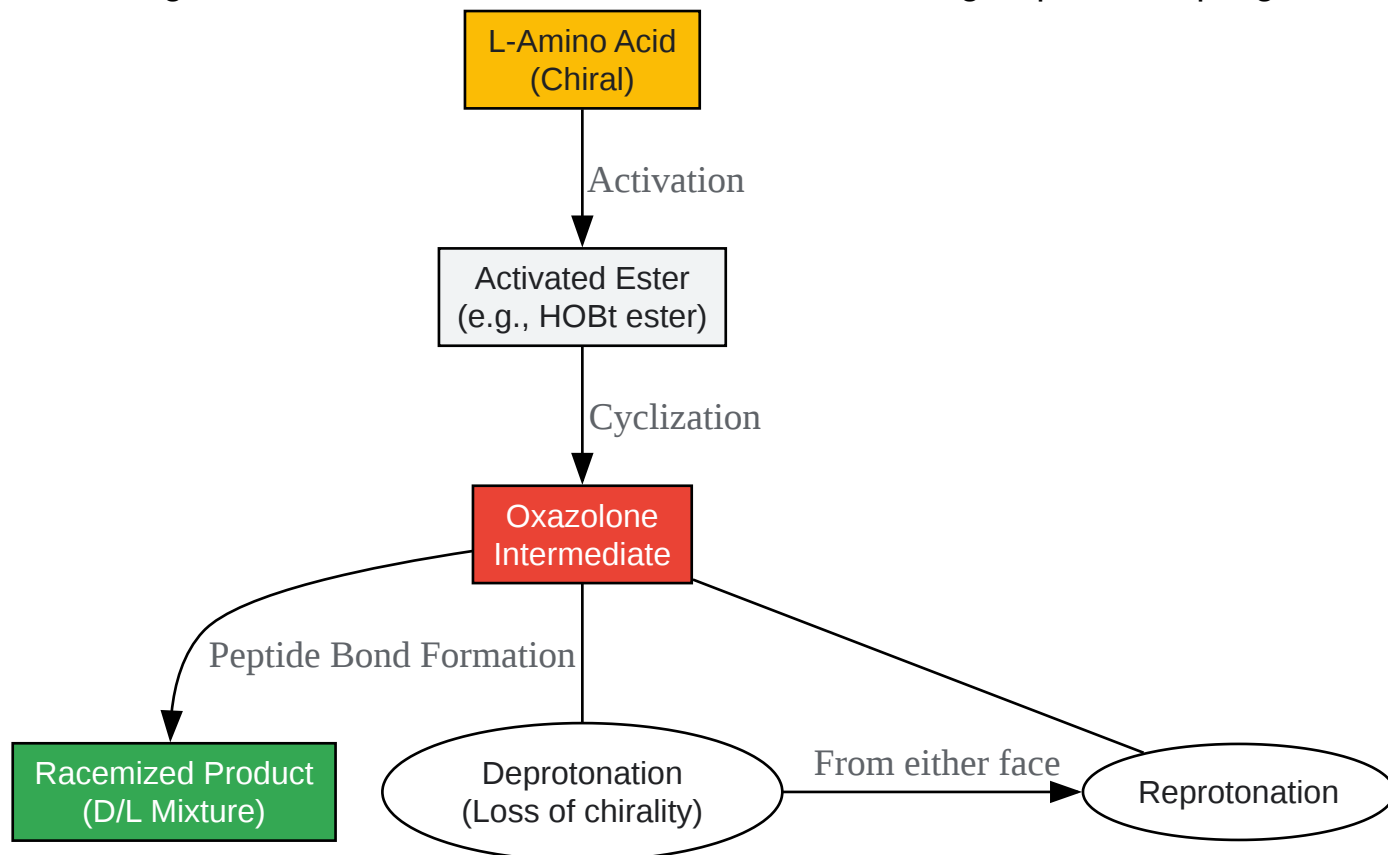 L-Amino Acid
(Chiral)
Activation
Activated Ester
(e.g., HOBt ester)
Cyclization
Oxazolone
Intermediate
Peptide Bond Formation
Racemized Product
(D/L Mixture)
Deprotonation
(Loss of chirality)
From either face
Reprotonation